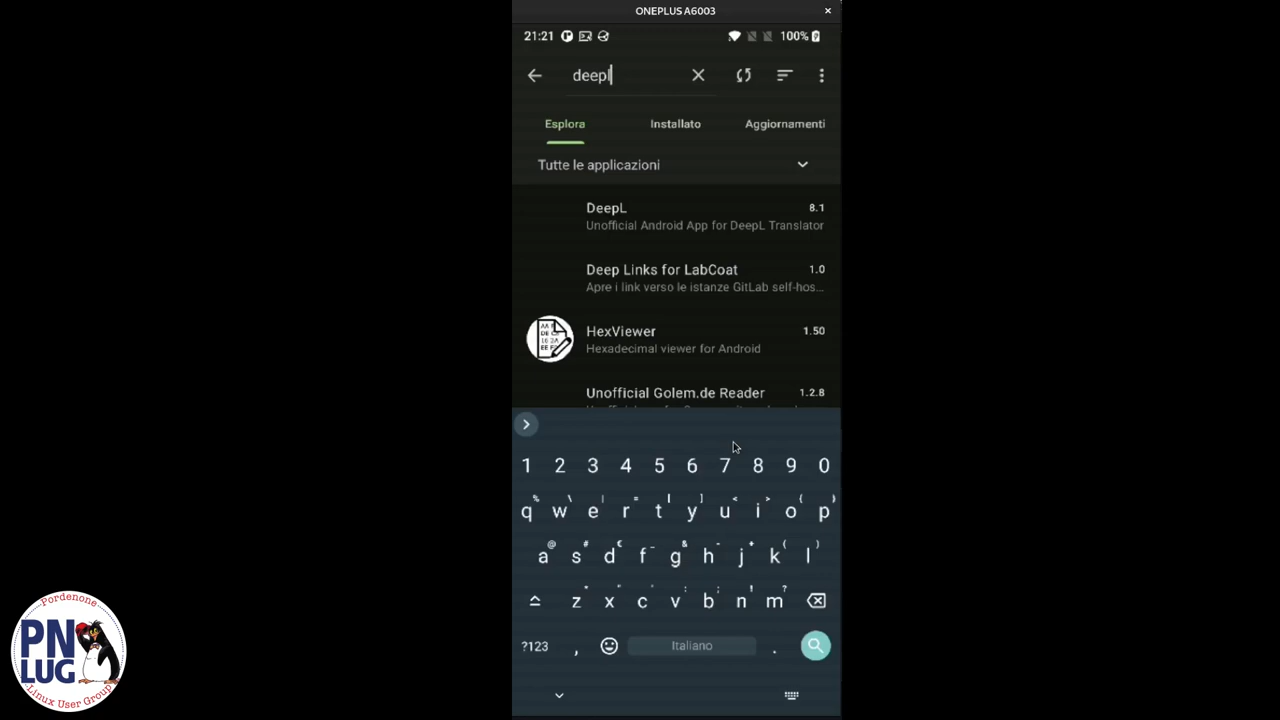 ONEPLUS A6003
21:21
100%
deepl
Esplora Installato Aggiornamenti
Tutte le applicazioni
DeepL 8.1
Unofficial Android App for DeepL Translator
Deep Links for LabCoat 1.0
Apre i link verso le istanze GitLab self-hos...
HexViewer 1.50
Hexadecimal viewer for Android
Unofficial Golem.de Reader 1.2.8
1 2 3 4 5 6 7 8 9 0
q w e r t y u i o p
a s d f g h j k l
z x c v b n m
?123 , Italiano .
Pordenone
PN
LUG
Linux User Group